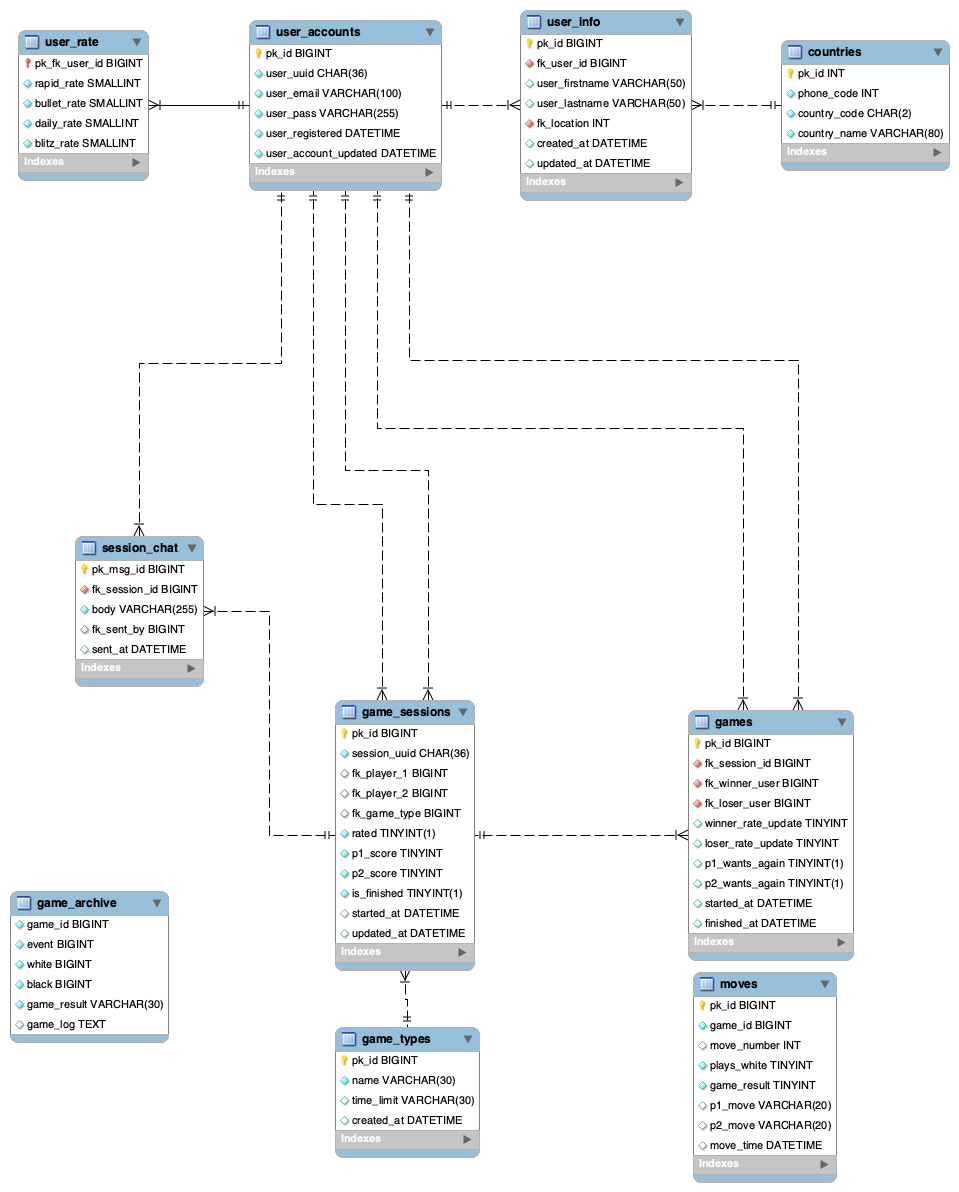 user_rate
pk_fk_user_id BIGINT
rapid_rate SMALLINT
bullet_rate SMALLINT
daily_rate SMALLINT
blitz_rate SMALLINT
Indexes
user_accounts
pk_id BIGINT
user_uuid CHAR(36)
user_email VARCHAR(100)
user_pass VARCHAR(255)
user_registered DATETIME
user_account_updated DATETIME
Indexes
user_info
pk_id BIGINT
fk_user_id BIGINT
user_firstname VARCHAR(50)
user_lastname VARCHAR(50)
fk_location INT
created_at DATETIME
updated_at DATETIME
Indexes
countries
pk_id INT
phone_code INT
country_code CHAR(2)
country_name VARCHAR(80)
Indexes
session_chat
pk_msg_id BIGINT
fk_session_id BIGINT
body VARCHAR(255)
fk_sent_by BIGINT
sent_at DATETIME
Indexes
game_sessions
pk_id BIGINT
session_uuid CHAR(36)
fk_player_1 BIGINT
fk_player_2 BIGINT
fk_game_type BIGINT
rated TINYINT(1)
p1_score TINYINT
p2_score TINYINT
is_finished TINYINT(1)
started_at DATETIME
updated_at DATETIME
Indexes
games
pk_id BIGINT
fk_session_id BIGINT
fk_winner_user BIGINT
fk_loser_user BIGINT
winner_rate_update TINYINT
loser_rate_update TINYINT
p1_wants_again TINYINT(1)
p2_wants_again TINYINT(1)
started_at DATETIME
finished_at DATETIME
Indexes
game_archive
game_id BIGINT
event BIGINT
white BIGINT
black BIGINT
game_result VARCHAR(30)
game_log TEXT
game_types
pk_id BIGINT
name VARCHAR(30)
time_limit VARCHAR(30)
created_at DATETIME
Indexes
moves
pk_id BIGINT
game_id BIGINT
move_number INT
plays_white TINYINT
game_result TINYINT
p1_move VARCHAR(20)
p2_move VARCHAR(20)
move_time DATETIME
Indexes